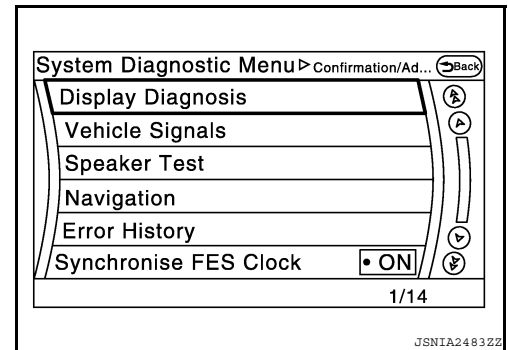 System Diagnostic Menu ▷ Confirmation/Ad... Back
Display Diagnosis
Vehicle Signals
Speaker Test
Navigation
Error History
Synchronise FES Clock • ON
1/14
JSNIA2483ZZ